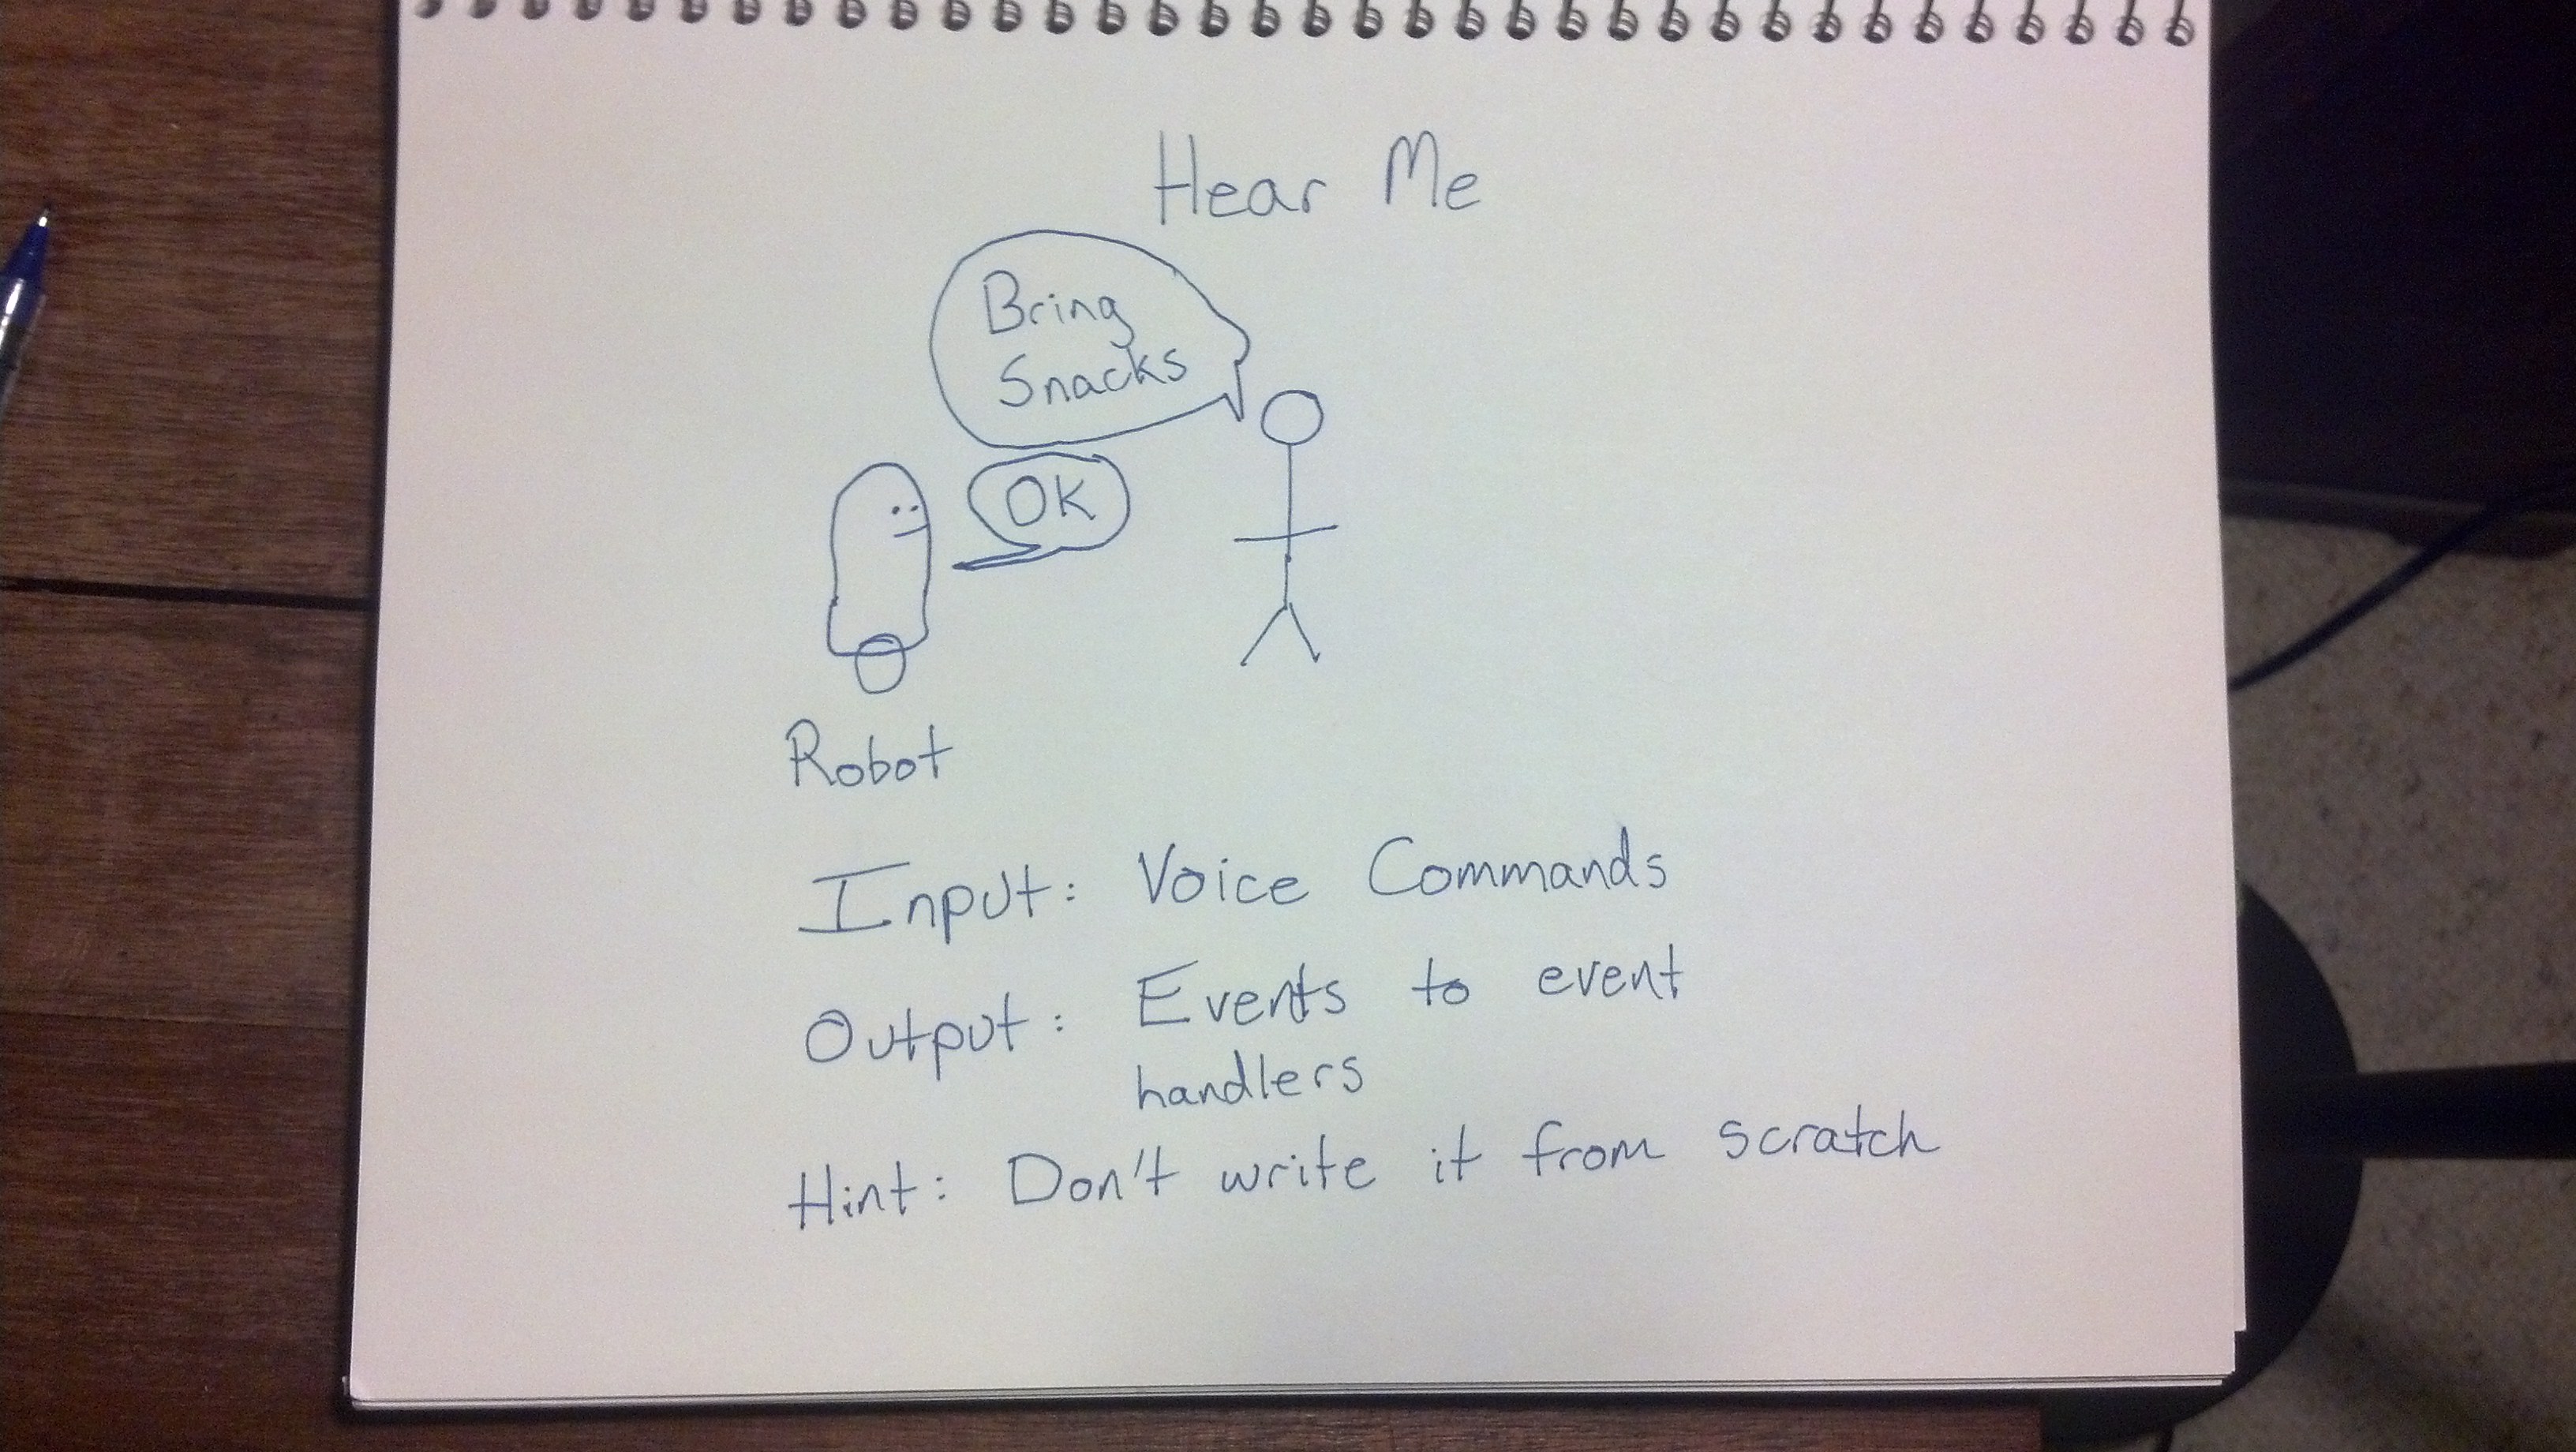 Hear Me
Bring
Snacks
OK
Robot
Input: Voice Commands
Output: Events to event
handlers
Hint: Don't write it from scratch